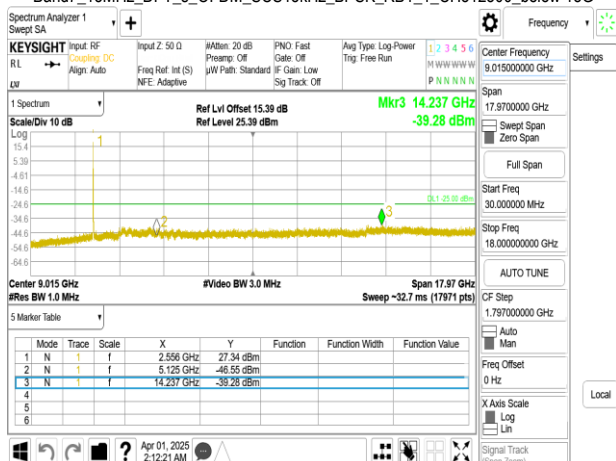 Spectrum Analyzer 1
Swept SA
Frequency
KEYSIGHT
RL
Input: RF
Coupling: DC
Align: Auto
Input Z: 50 Ω
Freq Ref: Int (S)
NFE: Adaptive
#Atten: 20 dB
Preamp: Off
µW Path: Standard
PNO: Fast
Gate: Off
IF Gain: Low
Sig Track: Off
Avg Type: Log-Power
Trig: Free Run
1 2 3 4 5 6
M W W W W W
P N N N N N
Center Frequency
9.015000000 GHz
Settings
Span
17.9700000 GHz
Swept Span
Zero Span
Full Span
Start Freq
30.000000 MHz
Stop Freq
18.000000000 GHz
AUTO TUNE
CF Step
1.797000000 GHz
Auto
Man
Freq Offset
0 Hz
X Axis Scale
Log
Lin
Signal Track
Local
1 Spectrum
Scale/Div 10 dB
Ref Lvl Offset 15.39 dB
Ref Level 25.39 dBm
Mkr3 14.237 GHz
-39.28 dBm
Log
15.4
5.39
-4.61
-14.6
-24.6
-34.6
-44.6
-54.6
-64.6
1
2
3
DL1 -25.00 dBm
Center 9.015 GHz
#Res BW 1.0 MHz
#Video BW 3.0 MHz
Span 17.97 GHz
Sweep ~32.7 ms (17971 pts)
5 Marker Table
Mode Trace Scale X Y Function Function Width Function Value
1 N 1 f 2.556 GHz 27.34 dBm
2 N 1 f 5.125 GHz -46.55 dBm
3 N 1 f 14.237 GHz -39.28 dBm
4
5
6
?
Apr 01, 2025
2:12:21 AM